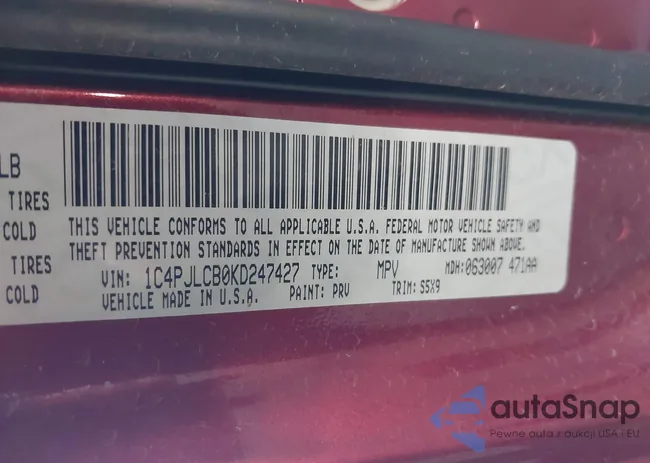 LB
TIRES
COLD
TIRES
COLD
THIS VEHICLE CONFORMS TO ALL APPLICABLE U.S.A. FEDERAL MOTOR VEHICLE SAFETY AND
THEFT PREVENTION STANDARDS IN EFFECT ON THE DATE OF MANUFACTURE SHOWN ABOVE.
VIN: 1C4PJLCB0KD247427 TYPE: MPV MDH: 063007 471AA
VEHICLE MADE IN U.S.A. PAINT: PRV TRIM: S5X9
autaSnap
Pewne auta z aukcji USA i EU